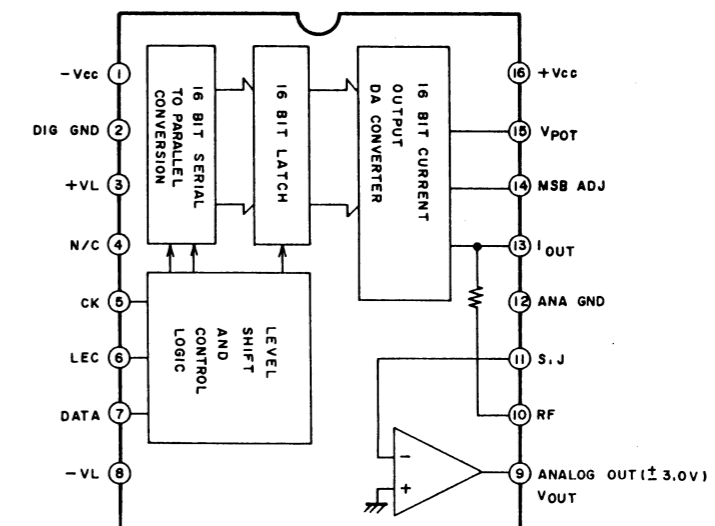 -Vcc 1
DIG GND 2
+VL 3
N/C 4
CK 5
LEC 6
DATA 7
-VL 8
16 BIT SERIAL
TO PARALLEL
CONVERSION
16 BIT LATCH
16 BIT CURRENT
OUTPUT
DA CONVERTER
LEVEL
SHIFT
AND
CONTROL
LOGIC
-
+
16 +Vcc
15 VPOT
14 MSB ADJ
13 IOUT
12 ANA GND
11 S.J
10 RF
9 ANALOG OUT(±3.0V)
VOUT